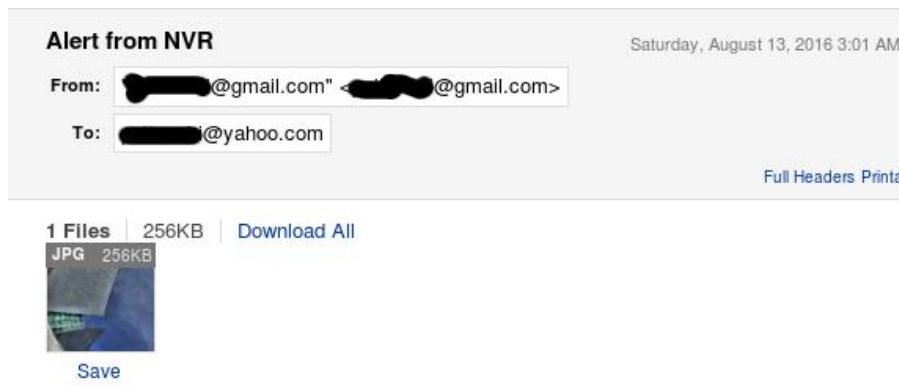 Alert from NVR
Saturday, August 13, 2016 3:01 AM
From: @gmail.com" < @gmail.com>
To: @yahoo.com
Full Headers
1 Files 256KB Download All
JPG 256KB
Save